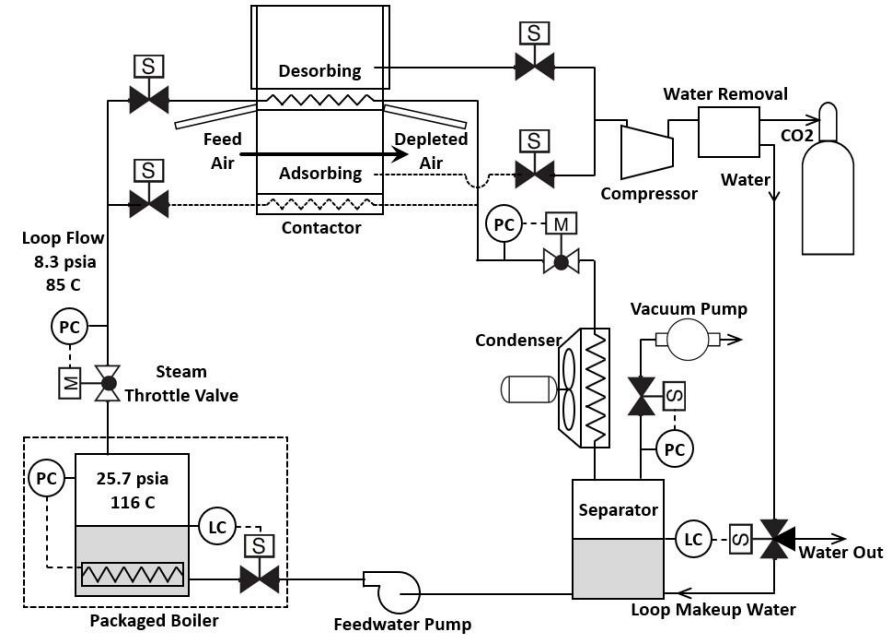 S
S
Desorbing
Water Removal
Feed
Air
Depleted
Air
CO2
S
S
Adsorbing
Compressor
Water
Contactor
PC
M
Loop Flow
8.3 psia
85 C
Vacuum Pump
PC
Condenser
Steam
Throttle Valve
M
S
PC
PC
25.7 psia
116 C
Separator
LC
LC
S
Water Out
S
Loop Makeup Water
Packaged Boiler
Feedwater Pump